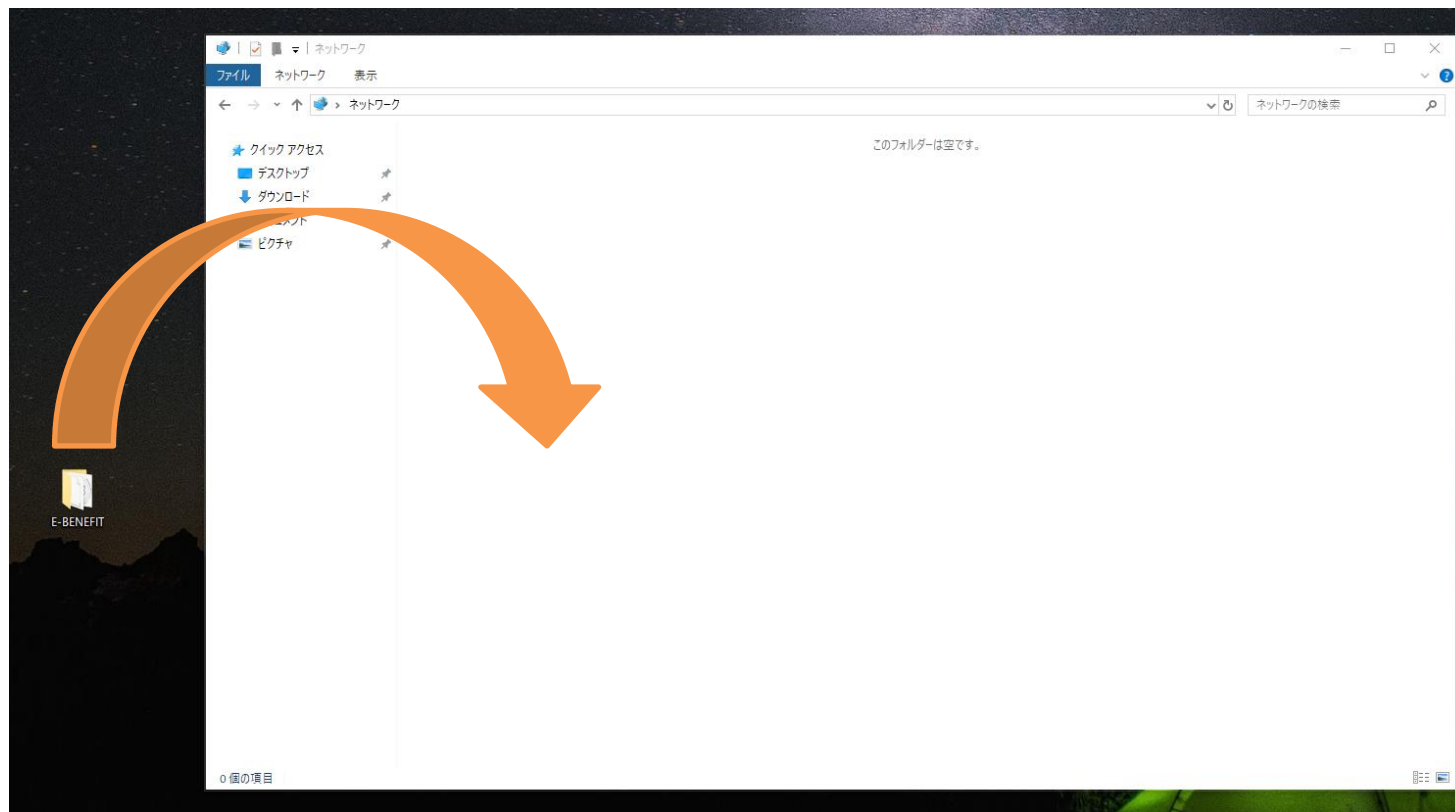 ネットワーク
ファイル ネットワーク 表示
ネットワーク
ネットワークの検索
このフォルダーは空です。
クイック アクセス
デスクトップ
ダウンロード
ピクチャ
E-BENEFIT
0 個の項目